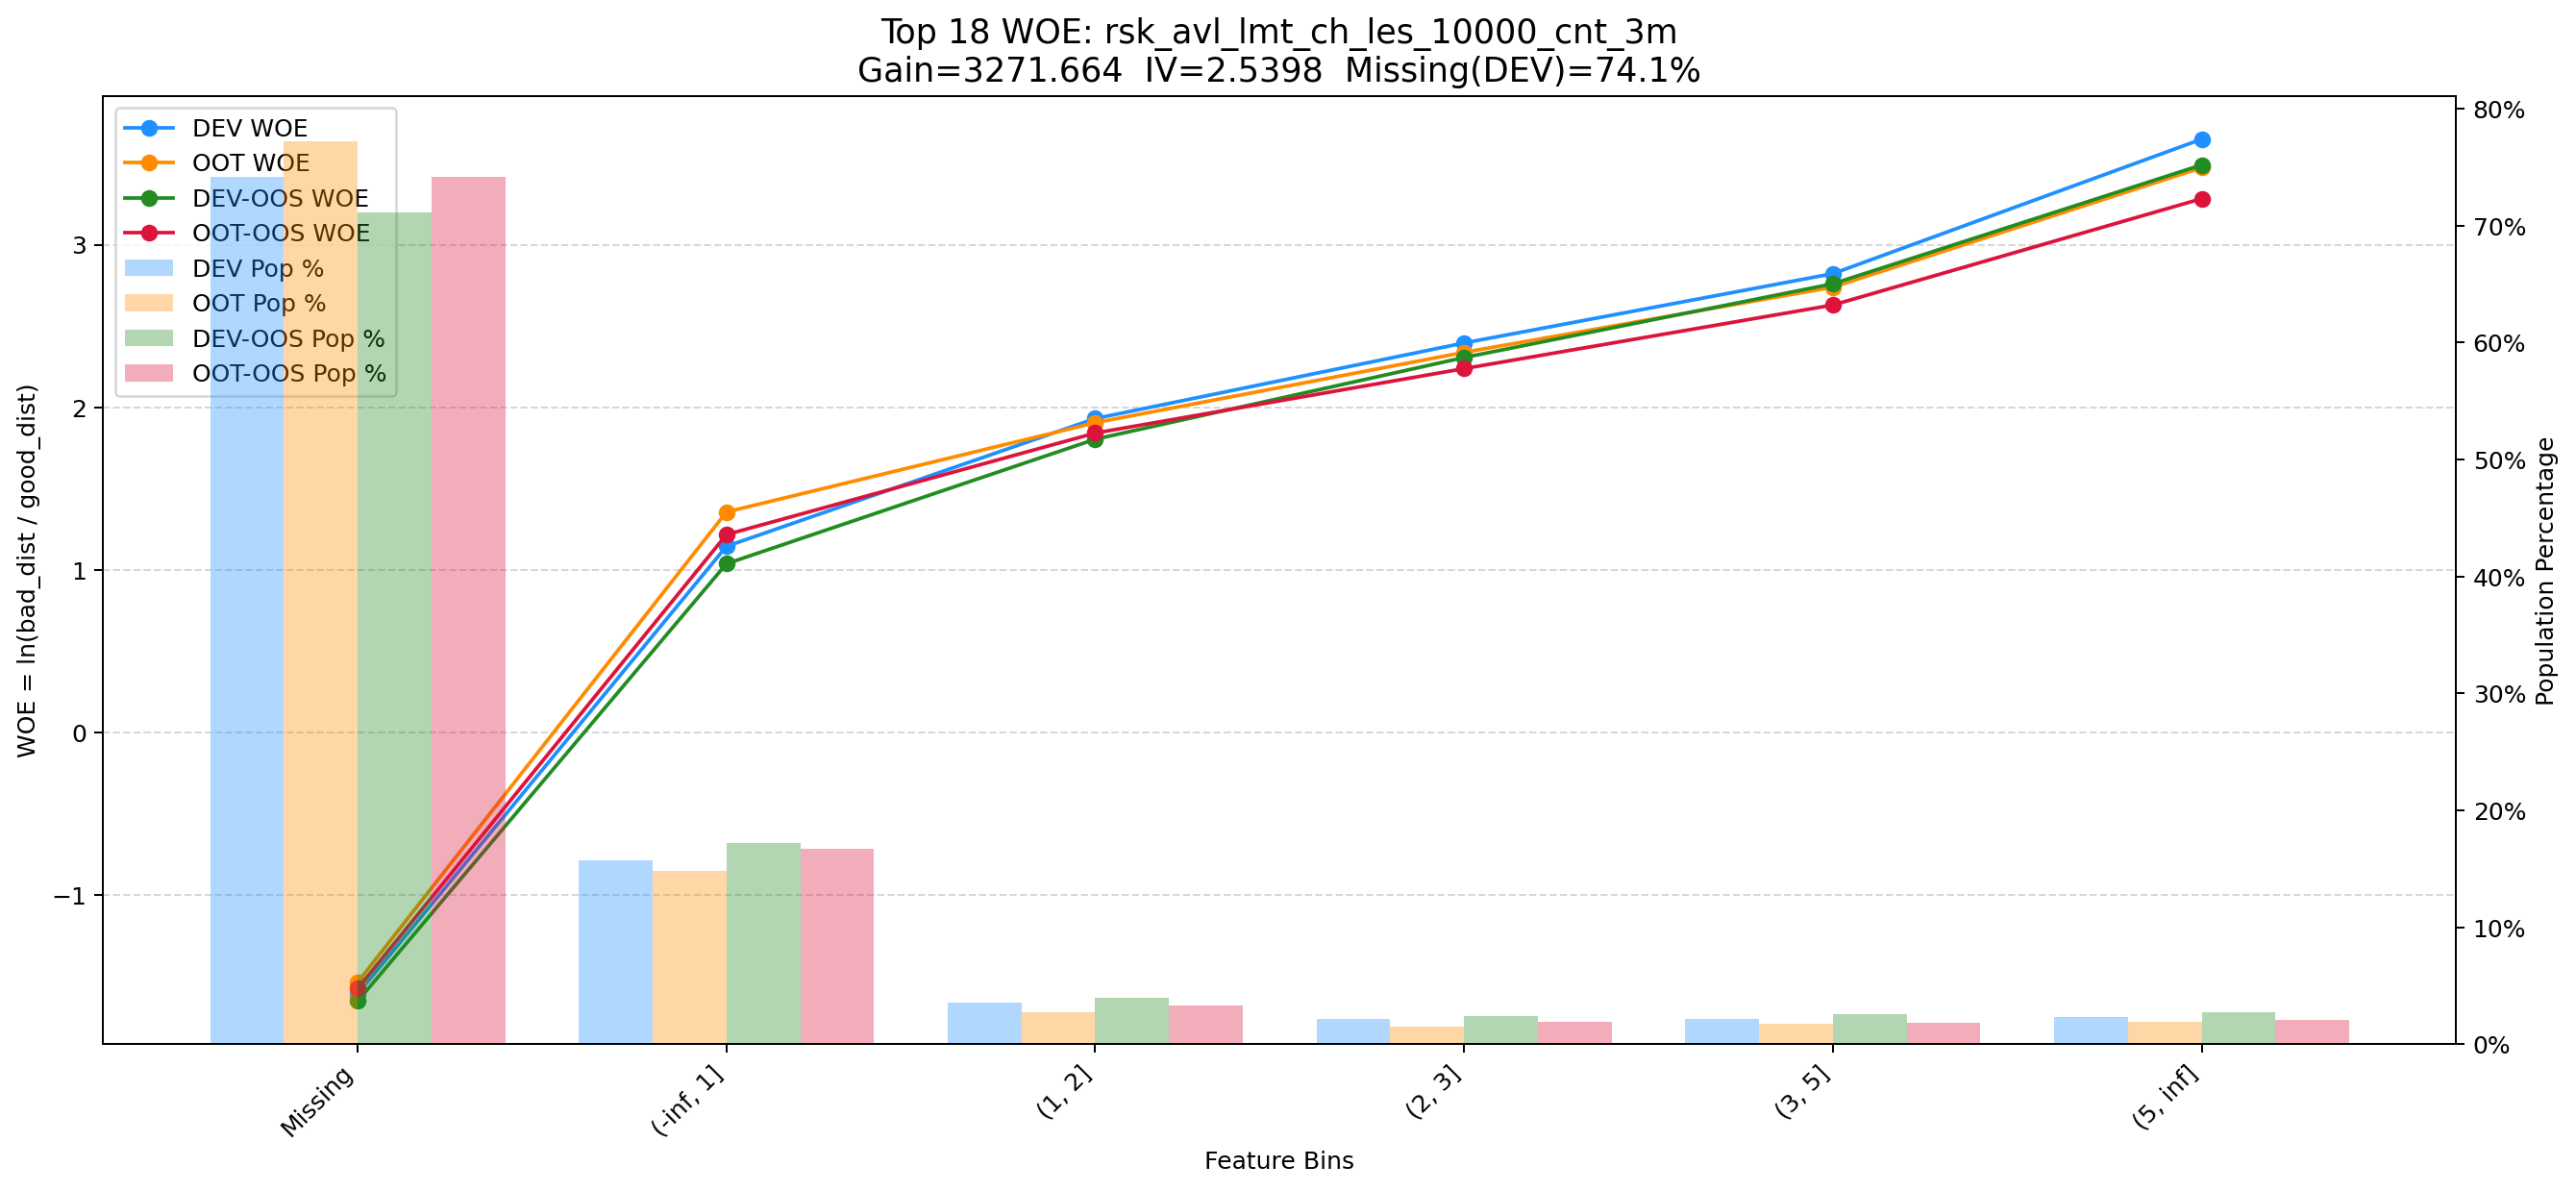 Top 18 WOE: rsk_avl_lmt_ch_les_10000_cnt_3m
Gain=3271.664  IV=2.5398  Missing(DEV)=74.1%
DEV WOE
OOT WOE
DEV-OOS WOE
OOT-OOS WOE
DEV Pop %
OOT Pop %
DEV-OOS Pop %
OOT-OOS Pop %
WOE = ln(bad_dist / good_dist)
3
2
1
0
−1
80%
70%
60%
50%
40%
30%
20%
10%
0%
Population Percentage
Missing
(-inf, 1]
(1, 2]
(2, 3]
(3, 5]
(5, inf]
Feature Bins